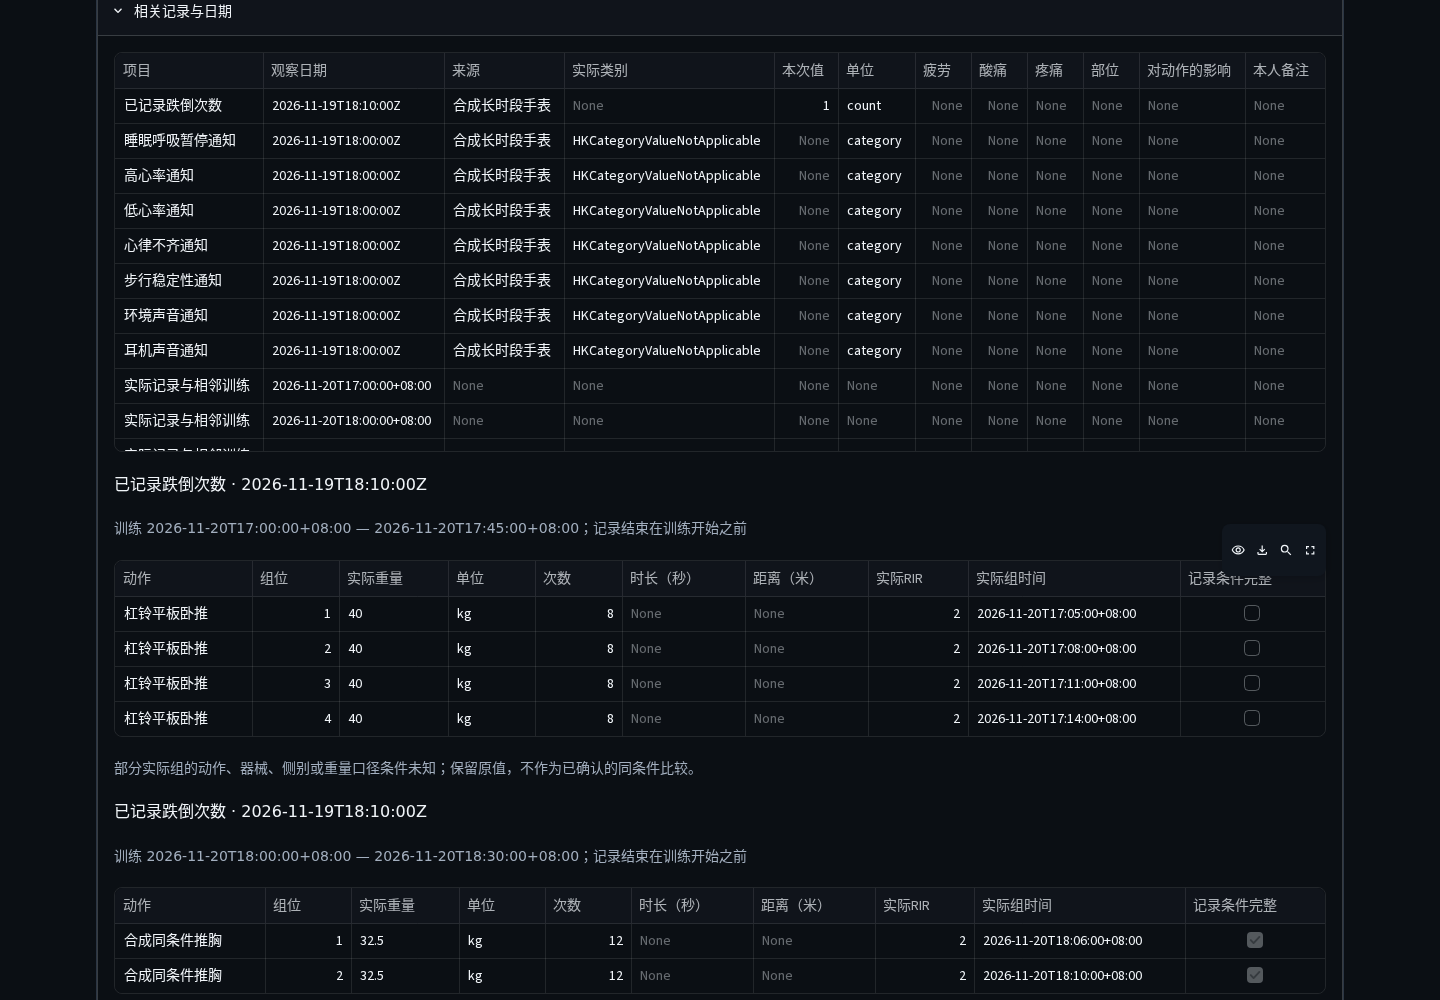 相关记录与日期
项目 观察日期 来源 实际类别 本次值 单位 疲劳 酸痛 疼痛 部位 对动作的影响 本人备注
已记录跌倒次数 2026-11-19T18:10:00Z 合成长时段手表 None 1 count None None None None None None
睡眠呼吸暂停通知 2026-11-19T18:00:00Z 合成长时段手表 HKCategoryValueNotApplicable None category None None None None None None
高心率通知 2026-11-19T18:00:00Z 合成长时段手表 HKCategoryValueNotApplicable None category None None None None None None
低心率通知 2026-11-19T18:00:00Z 合成长时段手表 HKCategoryValueNotApplicable None category None None None None None None
心律不齐通知 2026-11-19T18:00:00Z 合成长时段手表 HKCategoryValueNotApplicable None category None None None None None None
步行稳定性通知 2026-11-19T18:00:00Z 合成长时段手表 HKCategoryValueNotApplicable None category None None None None None None
环境声音通知 2026-11-19T18:00:00Z 合成长时段手表 HKCategoryValueNotApplicable None category None None None None None None
耳机声音通知 2026-11-19T18:00:00Z 合成长时段手表 HKCategoryValueNotApplicable None category None None None None None None
实际记录与相邻训练 2026-11-20T17:00:00+08:00 None None None None None None None None None None
实际记录与相邻训练 2026-11-20T18:00:00+08:00 None None None None None None None None None None
已记录跌倒次数 · 2026-11-19T18:10:00Z
训练 2026-11-20T17:00:00+08:00 — 2026-11-20T17:45:00+08:00；记录结束在训练开始之前
动作 组位 实际重量 单位 次数 时长（秒） 距离（米） 实际RIR 实际组时间 记录条件完整
杠铃平板卧推 1 40 kg 8 None None 2 2026-11-20T17:05:00+08:00
杠铃平板卧推 2 40 kg 8 None None 2 2026-11-20T17:08:00+08:00
杠铃平板卧推 3 40 kg 8 None None 2 2026-11-20T17:11:00+08:00
杠铃平板卧推 4 40 kg 8 None None 2 2026-11-20T17:14:00+08:00
部分实际组的动作、器械、侧别或重量口径条件未知；保留原值，不作为已确认的同条件比较。
已记录跌倒次数 · 2026-11-19T18:10:00Z
训练 2026-11-20T18:00:00+08:00 — 2026-11-20T18:30:00+08:00；记录结束在训练开始之前
动作 组位 实际重量 单位 次数 时长（秒） 距离（米） 实际RIR 实际组时间 记录条件完整
合成同条件推胸 1 32.5 kg 12 None None 2 2026-11-20T18:06:00+08:00
合成同条件推胸 2 32.5 kg 12 None None 2 2026-11-20T18:10:00+08:00